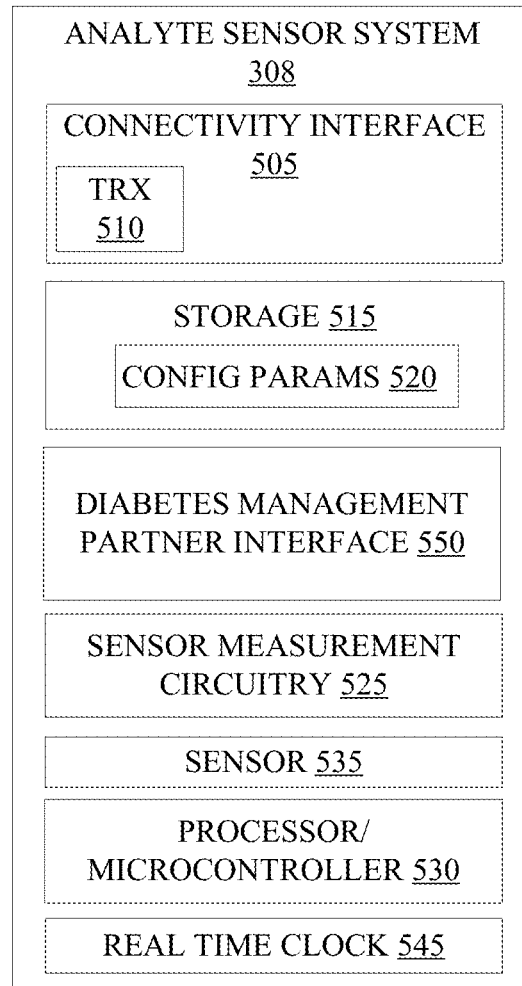 ANALYTE SENSOR SYSTEM
308
CONNECTIVITY INTERFACE
505
TRX
510
STORAGE 515
CONFIG PARAMS 520
DIABETES MANAGEMENT
PARTNER INTERFACE 550
SENSOR MEASUREMENT
CIRCUITRY 525
SENSOR 535
PROCESSOR/
MICROCONTROLLER 530
REAL TIME CLOCK 545